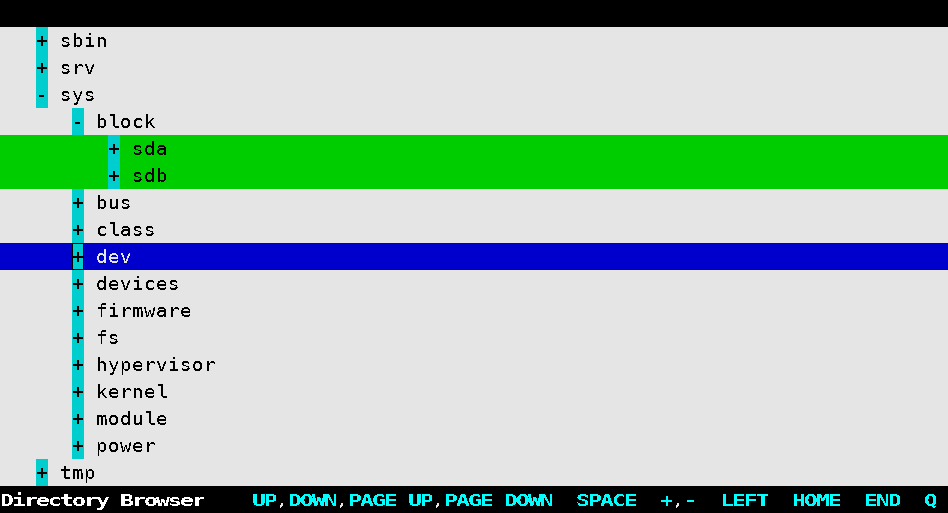 + sbin
+ srv
- sys
- block
+ sda
+ sdb
+ bus
+ class
+ dev
+ devices
+ firmware
+ fs
+ hypervisor
+ kernel
+ module
+ power
+ tmp
Directory Browser UP,DOWN,PAGE UP,PAGE DOWN SPACE +,- LEFT HOME END Q